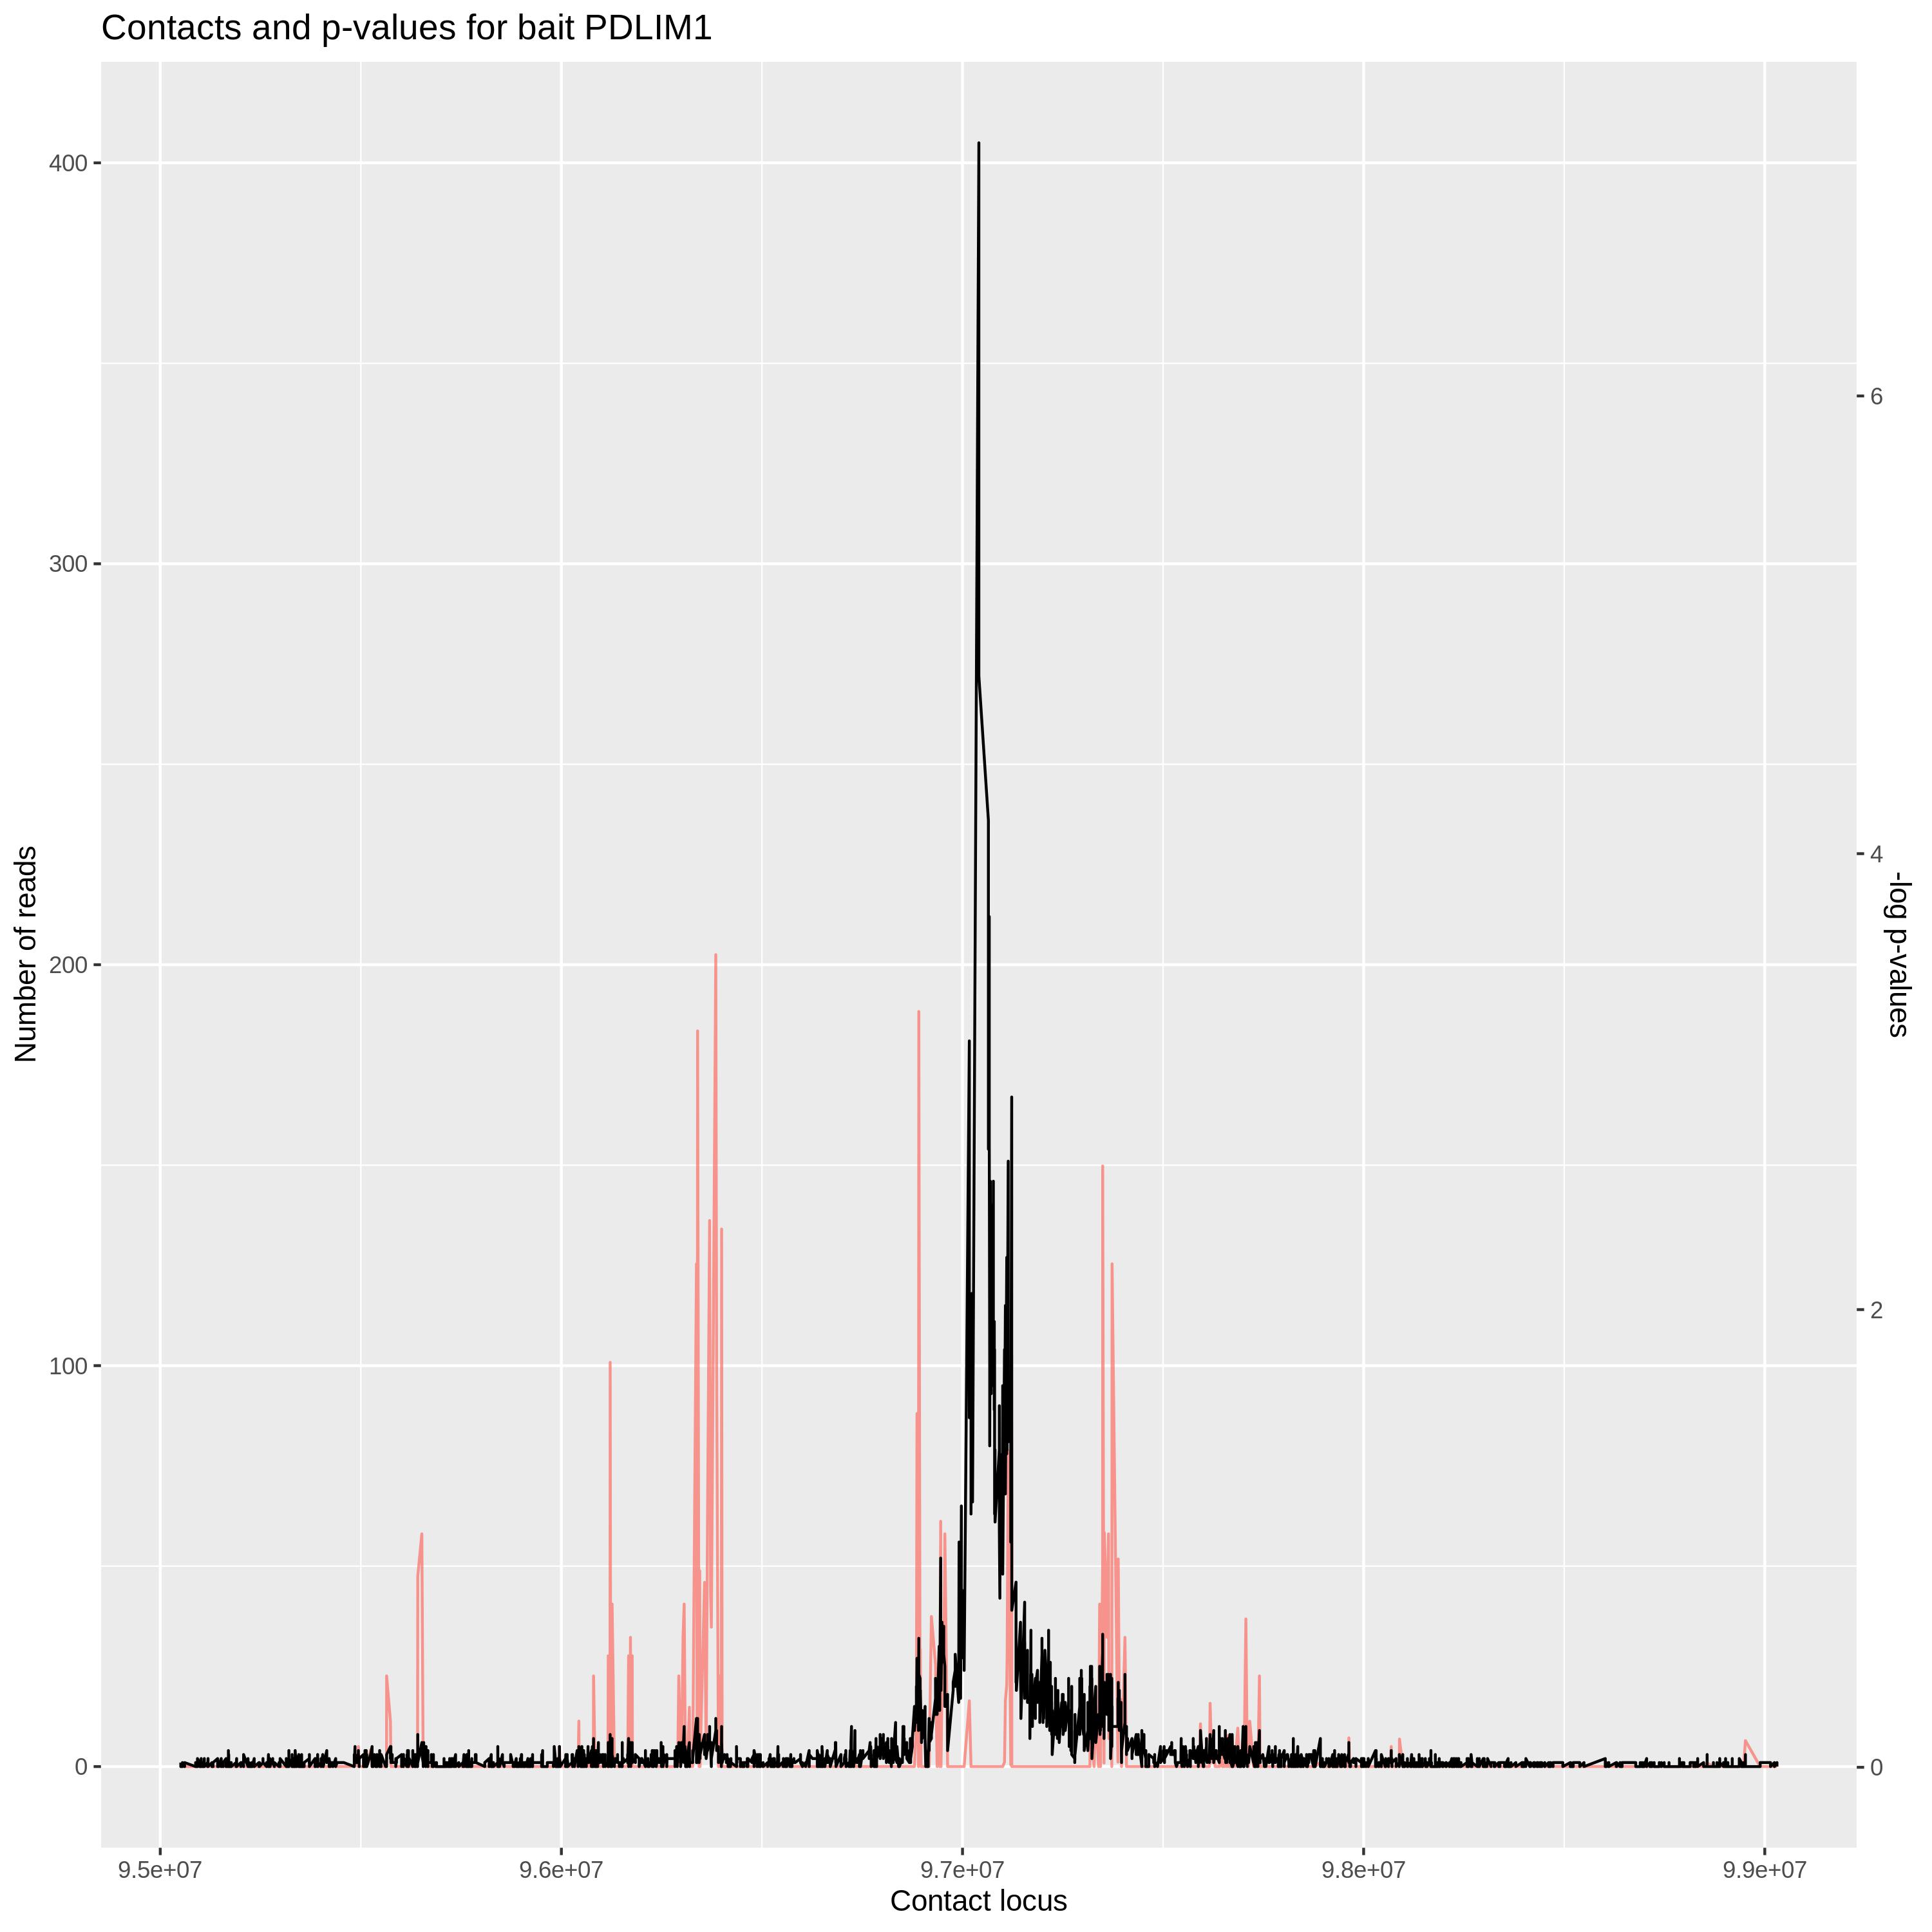 Contacts and p-values for bait PDLIM1
400
300
200
100
0
Number of reads
6
4
2
0
-log p-values
9.5e+07
9.6e+07
9.7e+07
9.8e+07
9.9e+07
Contact locus